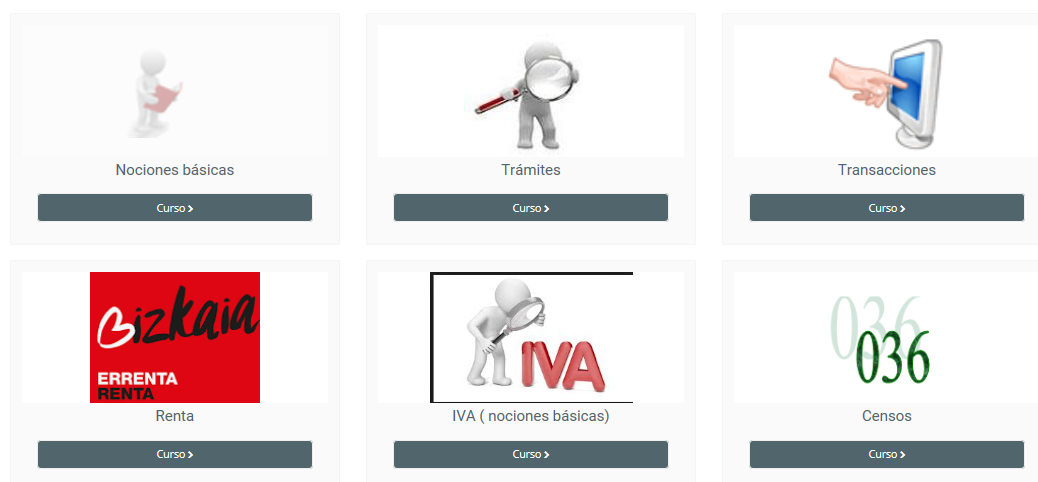 Nociones básicas
Trámites
Transacciones
Curso >
Curso >
Curso >
Bizkaia
ERRENTA
RENTA
IVA
036
036
Renta
IVA ( nociones básicas)
Censos
Curso >
Curso >
Curso >